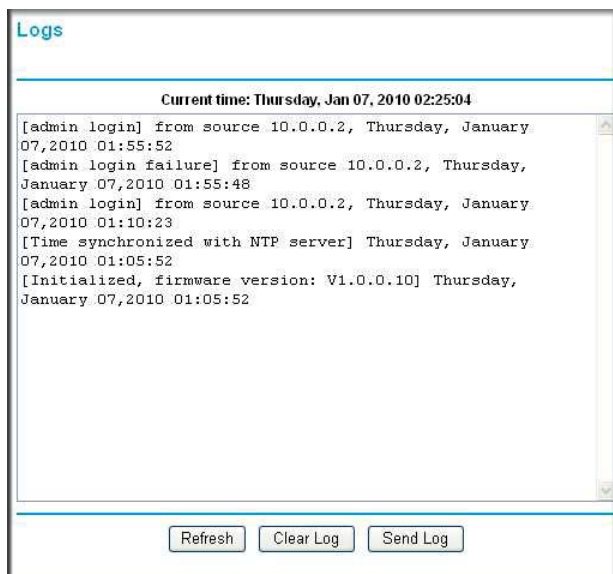 Logs
Current time: Thursday, Jan 07, 2010 02:25:04
[admin login] from source 10.0.0.2, Thursday, January
07,2010 01:55:52
[admin login failure] from source 10.0.0.2, Thursday,
January 07,2010 01:55:48
[admin login] from source 10.0.0.2, Thursday, January
07,2010 01:10:23
[Time synchronized with NTP server] Thursday, January
07,2010 01:05:52
[Initialized, firmware version: V1.0.0.10] Thursday,
January 07,2010 01:05:52
Refresh Clear Log Send Log